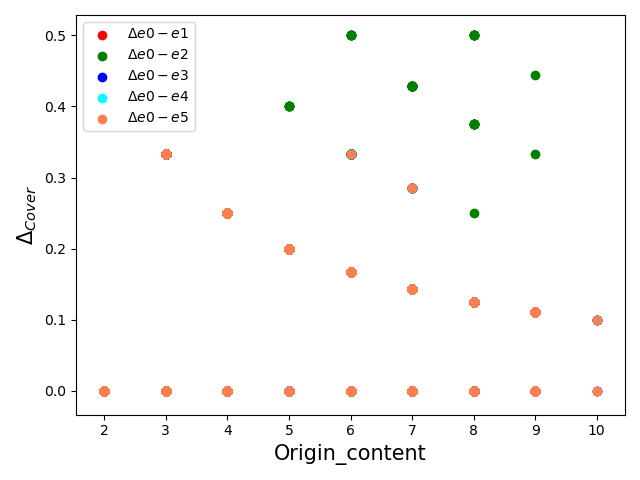 Δe0 − e1
Δe0 − e2
Δe0 − e3
Δe0 − e4
Δe0 − e5
0.5
0.4
0.3
0.2
0.1
0.0
Δ_Cover
2 3 4 5 6 7 8 9 10
Origin_content